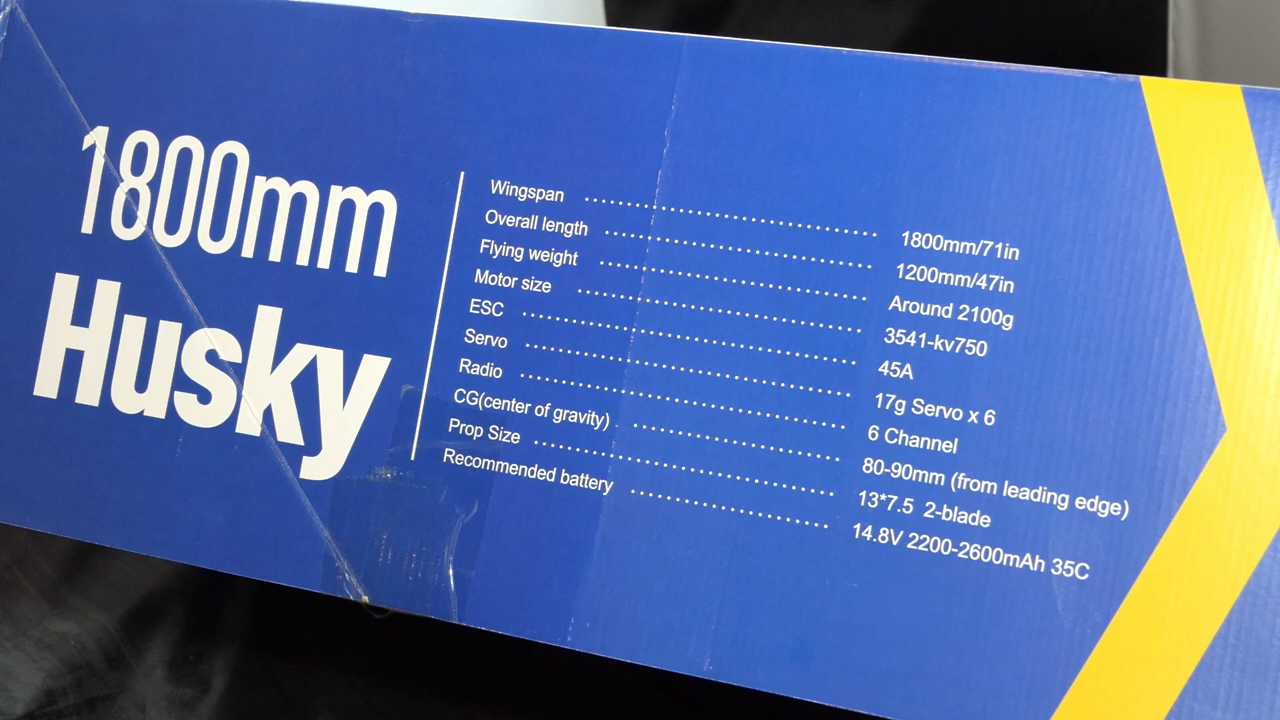 1800mm
Husky
Wingspan ........................................ 1800mm/71in
Overall length ..................................... 1200mm/47in
Flying weight ..................................... Around 2100g
Motor size ....................................... 3541-kv750
ESC .............................................. 45A
Servo ............................................. 17g Servo x 6
Radio ............................................. 6 Channel
CG(center of gravity) ............................. 80-90mm (from leading edge)
Prop Size ......................................... 13*7.5 2-blade
Recommended battery ........................... 14.8V 2200-2600mAh 35C